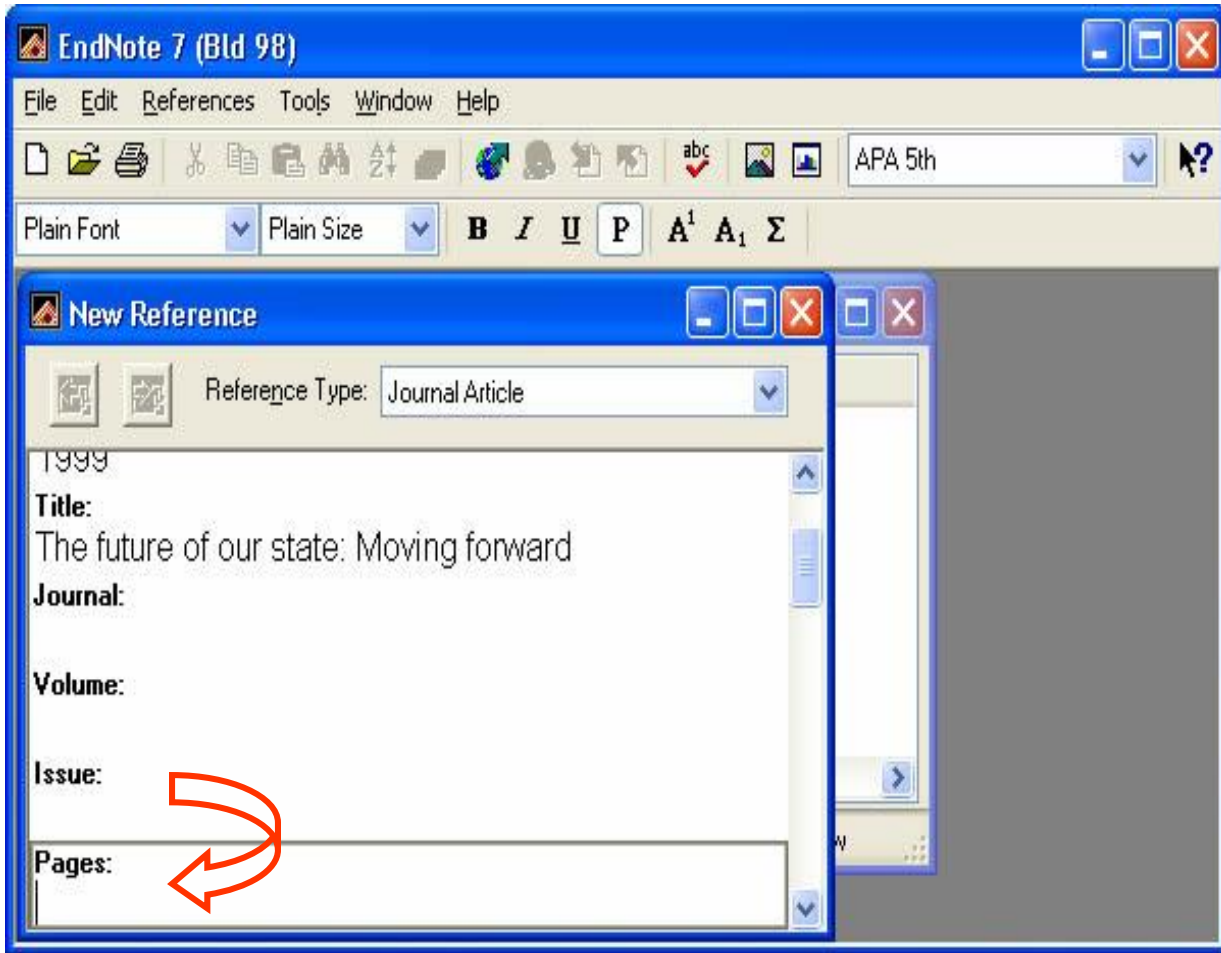 EndNote 7 (Bld 98)
File Edit References Tools Window Help
abc APA 5th ?
Plain Font Plain Size B I U P A1 A1 Σ
New Reference
Reference Type: Journal Article
1999
Title:
The future of our state: Moving forward
Journal:
Volume:
Issue:
Pages:
w